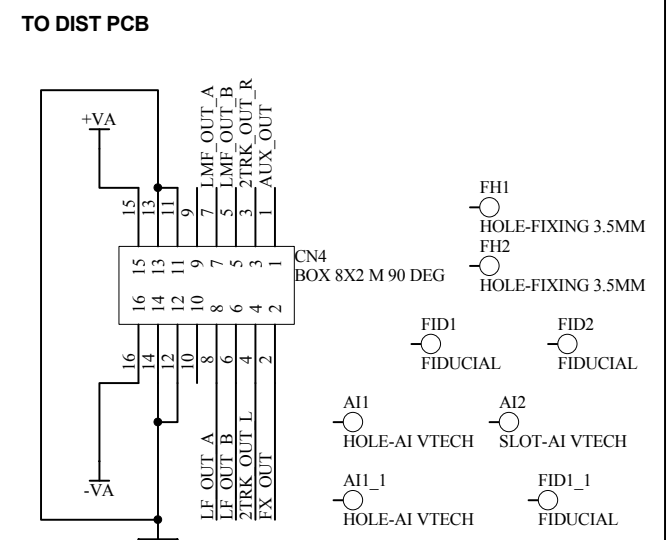 TO DIST PCB
+VA
15
13
11
9
7
5
3
1
LMF_OUT_A
LMF_OUT_B
2TRK_OUT_R
AUX_OUT
CN4
BOX 8X2 M 90 DEG
15
13
11
9
7
5
3
1
16
14
12
10
8
6
4
2
16
14
12
10
8
6
4
2
LF_OUT_A
LF_OUT_B
2TRK_OUT_L
FX_OUT
-VA
FH1
HOLE-FIXING 3.5MM
FH2
HOLE-FIXING 3.5MM
FID1
FIDUCIAL
FID2
FIDUCIAL
AI1
HOLE-AI VTECH
AI2
SLOT-AI VTECH
AI1_1
HOLE-AI VTECH
FID1_1
FIDUCIAL